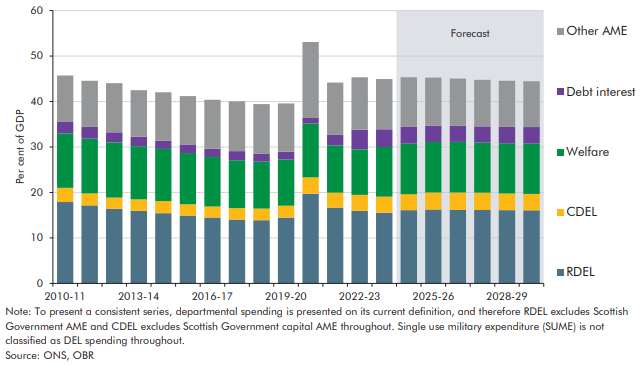 60
50
40
30
20
10
0
Per cent of GDP
Forecast
2010-11
2013-14
2016-17
2019-20
2022-23
2025-26
2028-29
Other AME
Debt interest
Welfare
CDEL
RDEL
Note: To present a consistent series, departmental spending is presented on its current definition, and therefore RDEL excludes Scottish
Government AME and CDEL excludes Scottish Government capital AME throughout. Single use military expenditure (SUME) is not
classified as DEL spending throughout.
Source: ONS, OBR